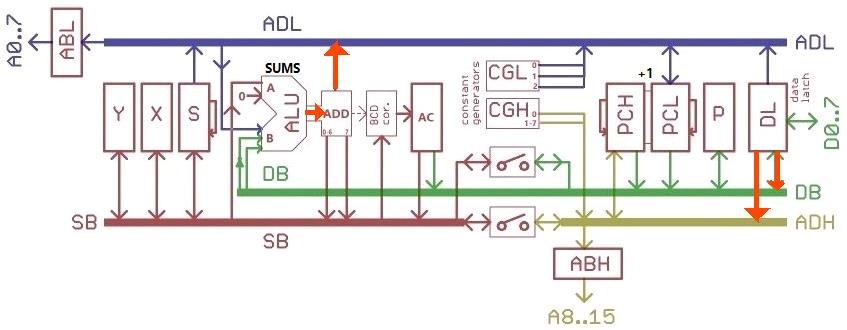 ADL
A0..7
ABL
ADL
Y
X
S
SUMS
0
A
B
ALU
ADD
0-6
7
BCD
cor.
AC
constant
generators
CGL
0
1
2
CGH
0
1-7
+1
PCH
PCL
P
DL
data
latch
D0..7
DB
DB
SB
SB
ADH
ABH
A8..15